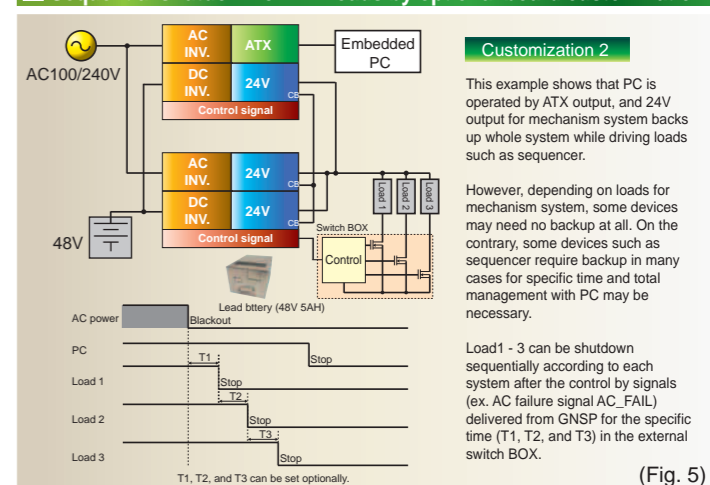 AC
INV.
ATX
Embedded
PC
AC100/240V
DC
INV.
24V
CB
Control signal
AC
INV.
24V
CB
DC
INV.
24V
CB
Control signal
48V
Load 1
Load 2
Load 3
Switch BOX
Control
Lead bttery (48V 5AH)
AC power
Blackout
PC
T1
Stop
Load 1
Stop
T2
Load 2
Stop
T3
Load 3
Stop
T1, T2, and T3 can be set optionally.
Customization 2
This example shows that PC is
operated by ATX output, and 24V
output for mechanism system backs
up whole system while driving loads
such as sequencer.
However, depending on loads for
mechanism system, some devices
may need no backup at all. On the
contrary, some devices such as
sequencer require backup in many
cases for specific time and total
management with PC may be
necessary.
Load1 - 3 can be shutdown
sequentially according to each
system after the control by signals
(ex. AC failure signal AC_FAIL)
delivered from GNSP for the specific
time (T1, T2, and T3) in the external
switch BOX.
(Fig. 5)